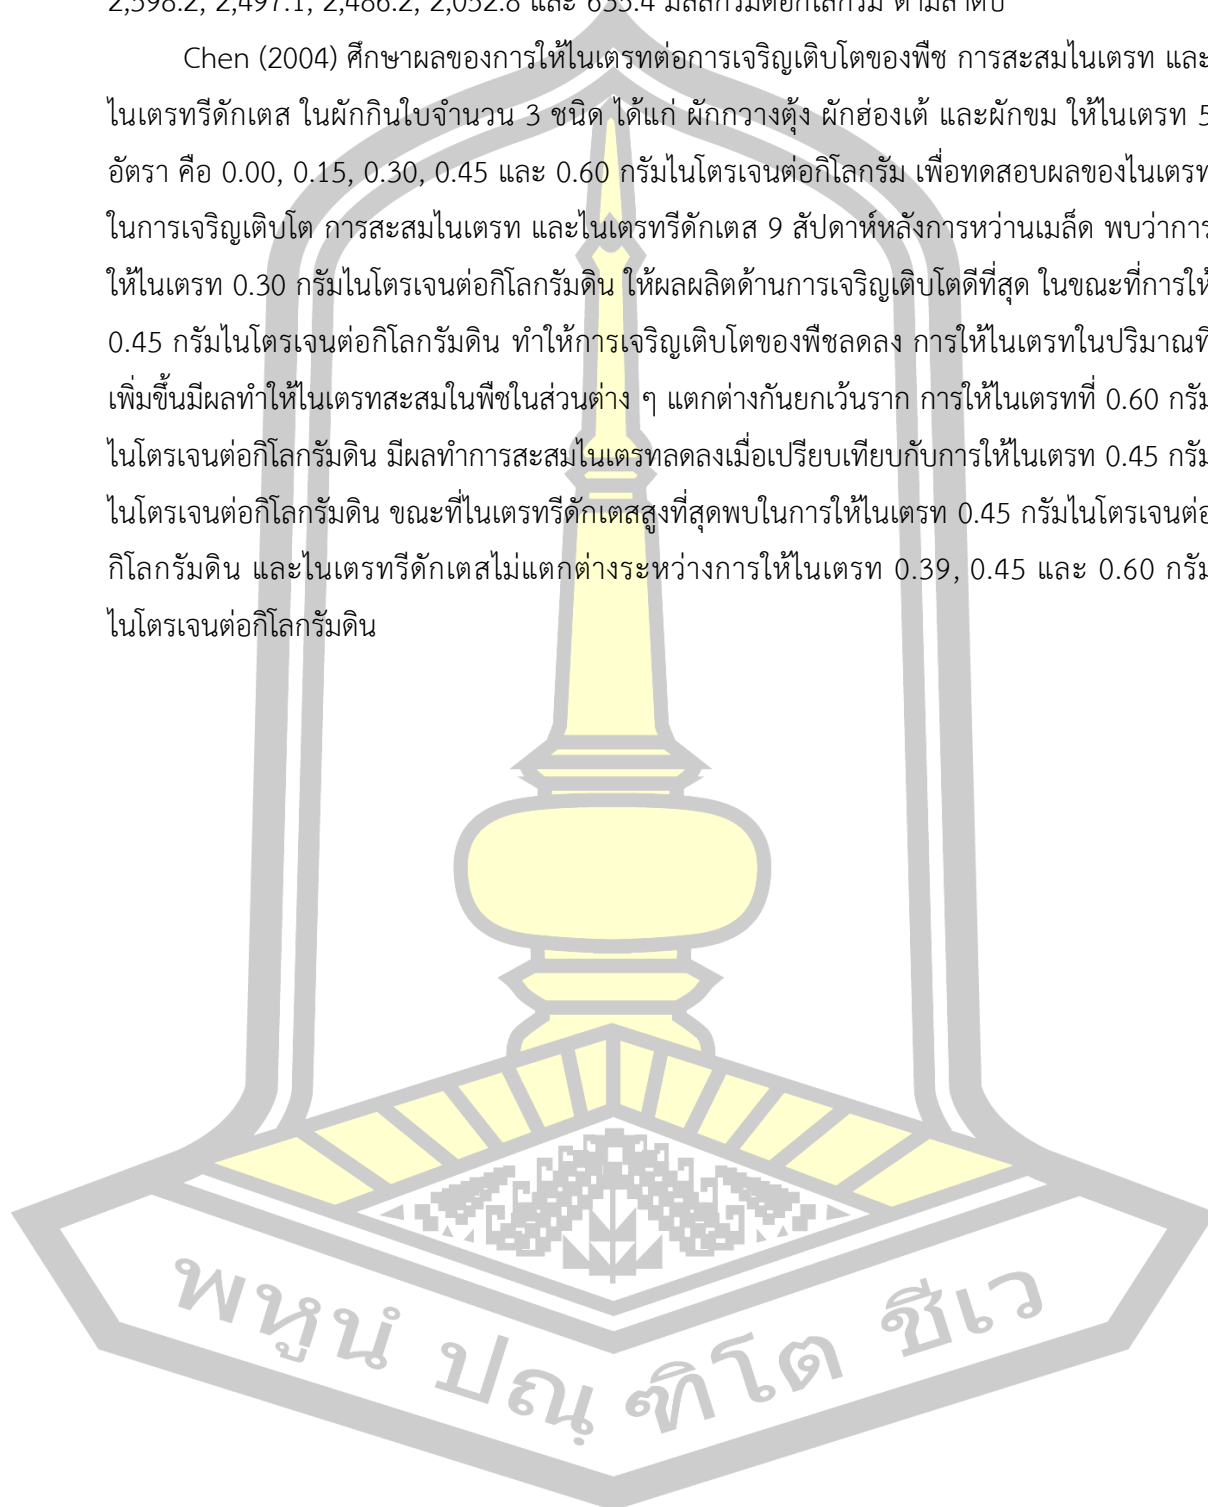 2,598.2, 2,497.1, 2,486.2, 2,052.8 และ 635.4 มิลลิกรัมต่อกิโลกรัม ตามลำดับ
Chen (2004) ศึกษาผลของการให้ไนเตรทต่อการเจริญเติบโตของพืช การสะสมไนเตรท และ
ไนเตรทรีดักเตส ในผักกินใบจำนวน 3 ชนิด ได้แก่ ผักกวางตุ้ง ผักฮ่องเต้ และผักขม ให้ไนเตรท 5
อัตรา คือ 0.00, 0.15, 0.30, 0.45 และ 0.60 กรัมไนโตรเจนต่อกิโลกรัม เพื่อทดสอบผลของไนเตรท
ในการเจริญเติบโต การสะสมไนเตรท และไนเตรทรีดักเตส 9 สัปดาห์หลังการหว่านเมล็ด พบว่าการ
ให้ไนเตรท 0.30 กรัมไนโตรเจนต่อกิโลกรัมดิน ให้ผลผลิตด้านการเจริญเติบโตดีที่สุด ในขณะที่การให้
0.45 กรัมไนโตรเจนต่อกิโลกรัมดิน ทำให้การเจริญเติบโตของพืชลดลง การให้ไนเตรทในปริมาณที่
เพิ่มขึ้นมีผลทำให้ไนเตรทสะสมในพืชในส่วนต่าง ๆ แตกต่างกันยกเว้นราก การให้ไนเตรทที่ 0.60 กรัม
ไนโตรเจนต่อกิโลกรัมดิน มีผลทำการสะสมไนเตรทลดลงเมื่อเปรียบเทียบกับการให้ไนเตรท 0.45 กรัม
ไนโตรเจนต่อกิโลกรัมดิน ขณะที่ไนเตรทรีดักเตสสูงที่สุดพบในการให้ไนเตรท 0.45 กรัมไนโตรเจนต่อ
กิโลกรัมดิน และไนเตรทรีดักเตสไม่แตกต่างระหว่างการให้ไนเตรท 0.39, 0.45 และ 0.60 กรัม
ไนโตรเจนต่อกิโลกรัมดิน
พหูนํ ปณฺฑิโต ชีเว